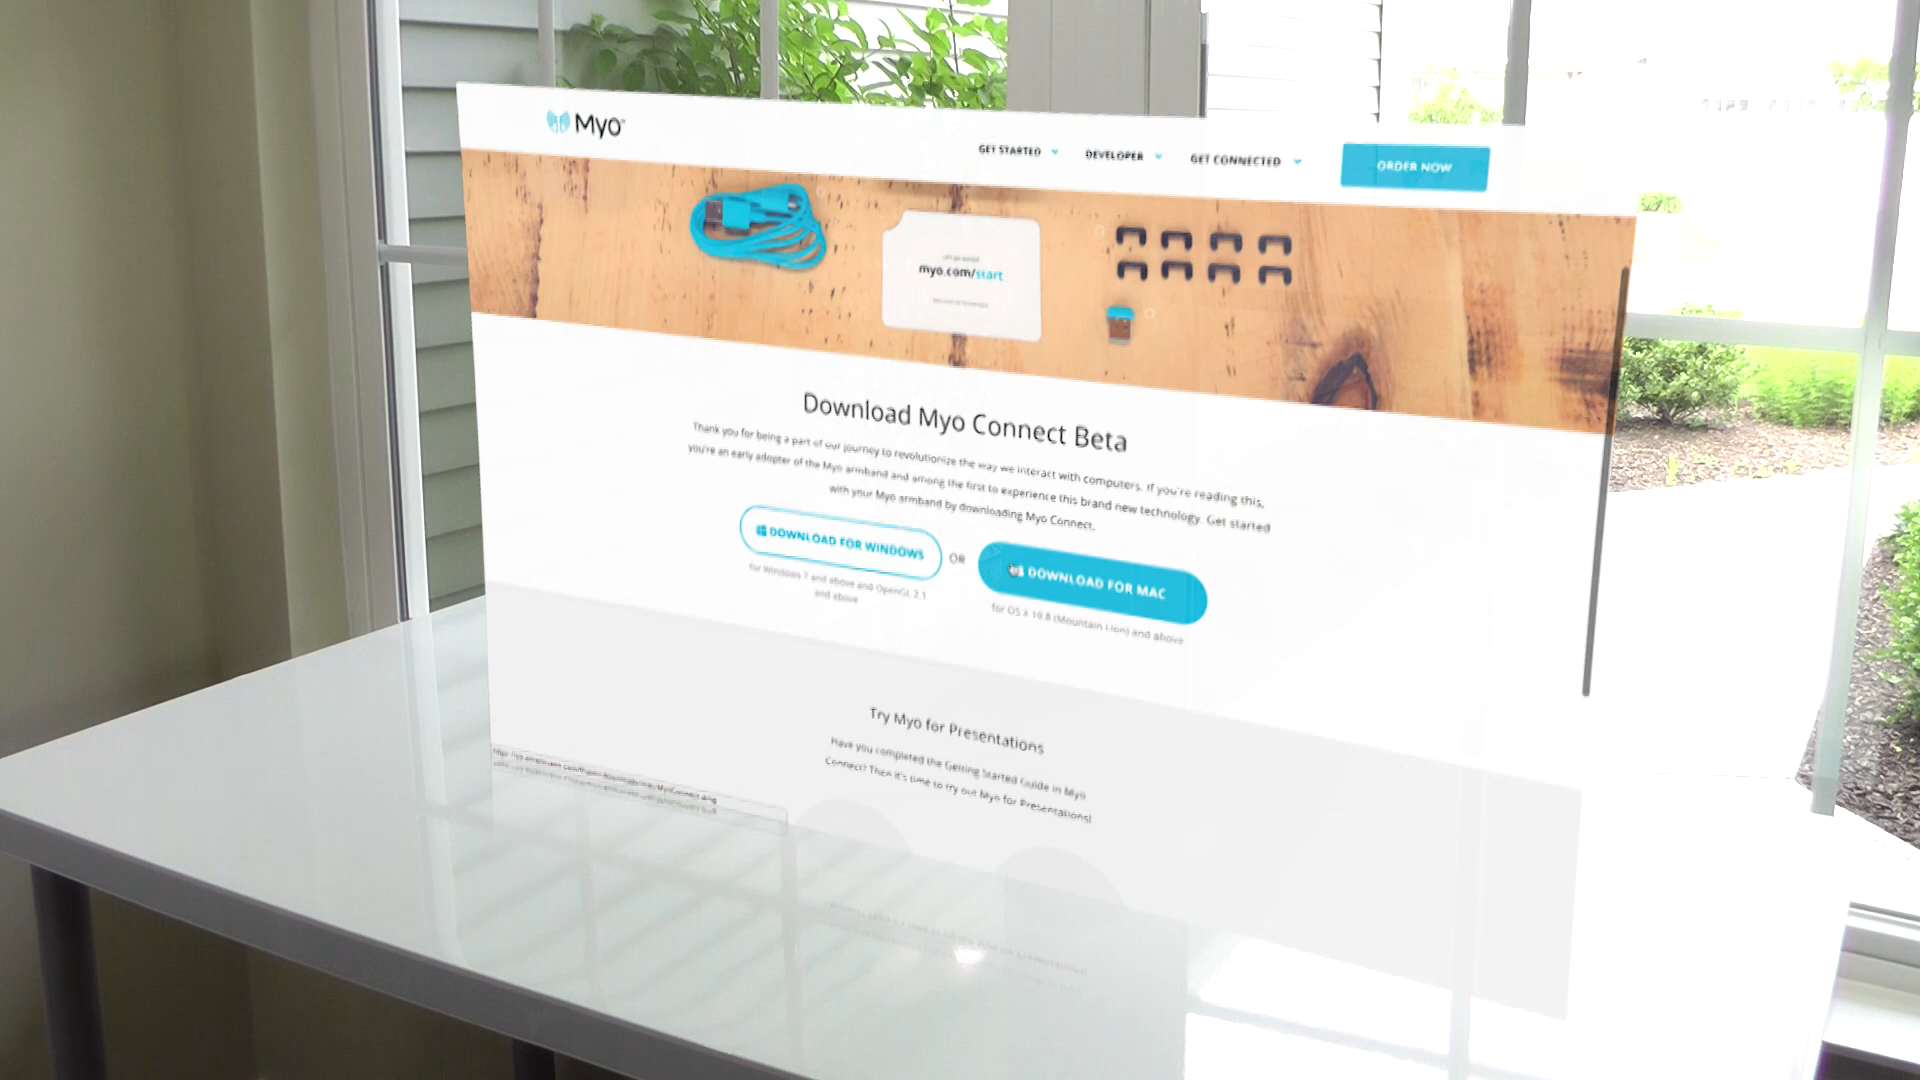 Myo
GET STARTED
DEVELOPER
GET CONNECTED
ORDER NOW
myo.com/start
Download Myo Connect Beta
Thank you for being a part of our journey to revolutionize the way we interact with computers. If you're reading this,
you're an early adopter of the Myo armband and among the first to experience this brand new technology. Get started
with your Myo armband by downloading Myo Connect.
DOWNLOAD FOR WINDOWS
OR
DOWNLOAD FOR MAC
for Windows 7 and above and OpenGL 2.1
and above
for OS X 10.8 (Mountain Lion) and above
Try Myo for Presentations
Have you completed the Getting Started Guide in Myo
Connect? Then it's time to try out Myo for Presentations!